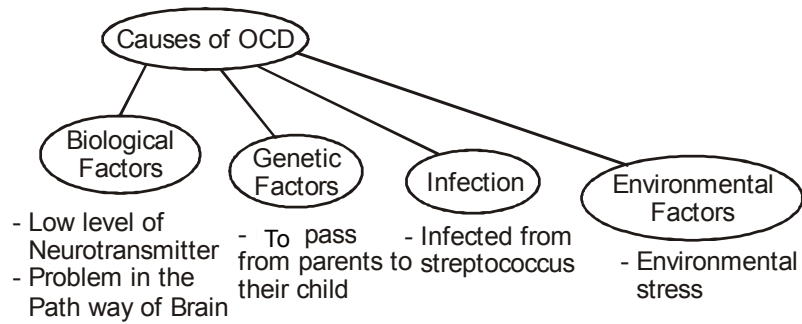 Causes of OCD
Biological
Factors
Genetic
Factors
Infection
Environmental
Factors
- Low level of
Neurotransmitter
- Problem in the
Path way of Brain
- To pass
from parents to
their child
- Infected from
streptococcus
- Environmental
stress